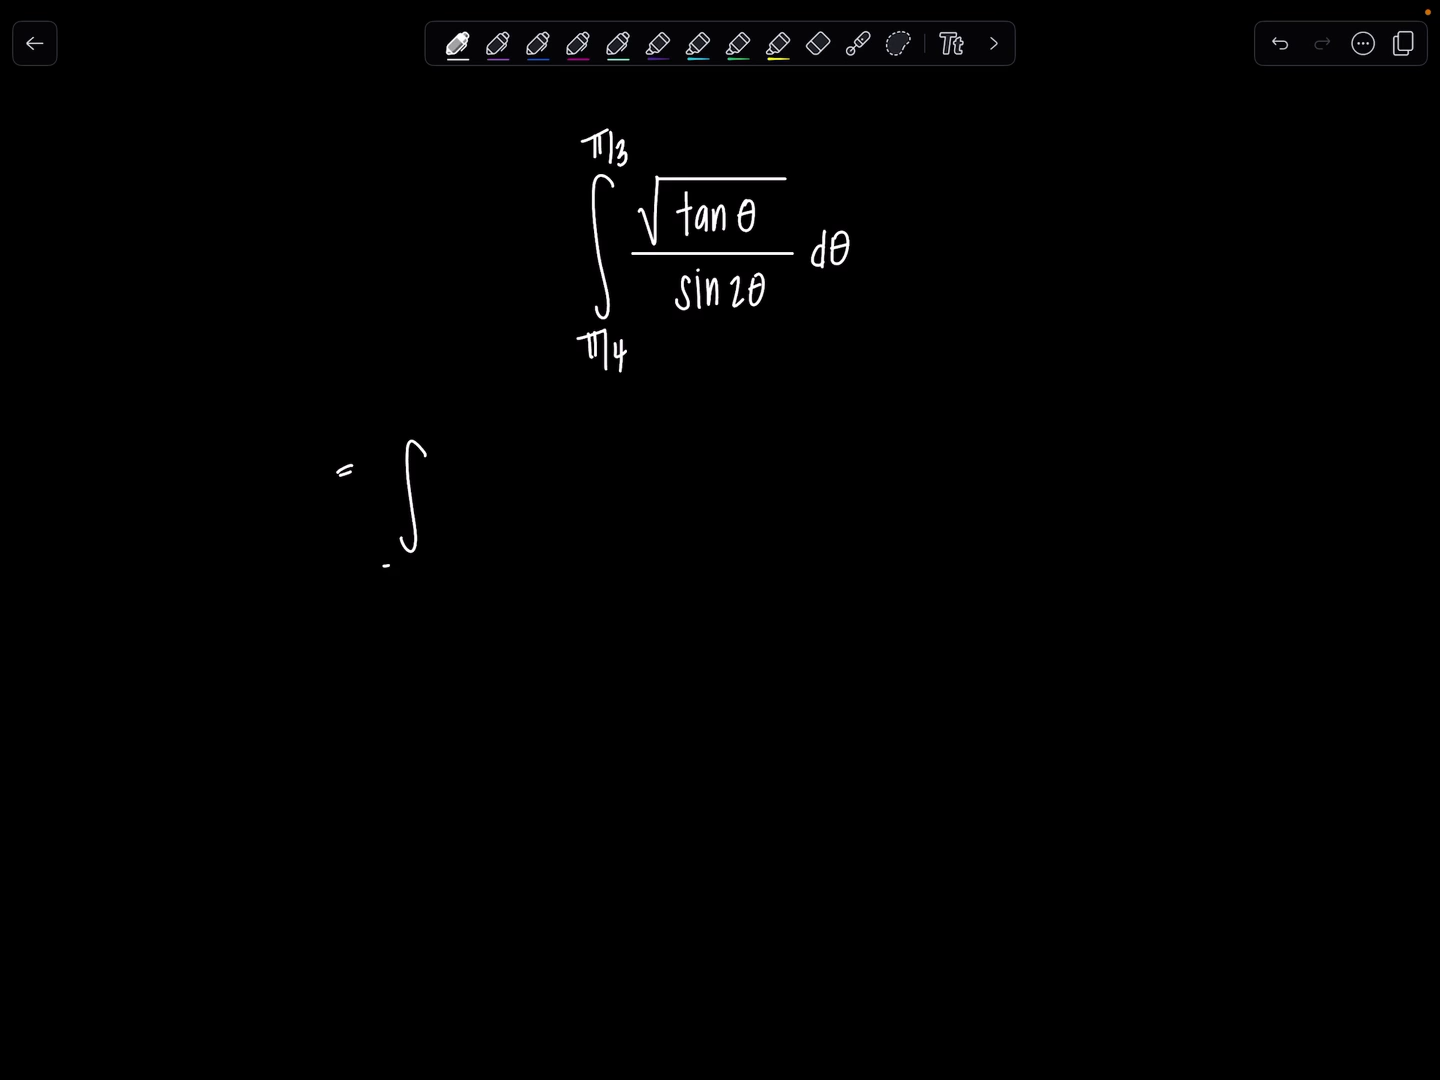 π/3
∫ √tan θ / sin 2θ dθ
π/4
= ∫
Tt